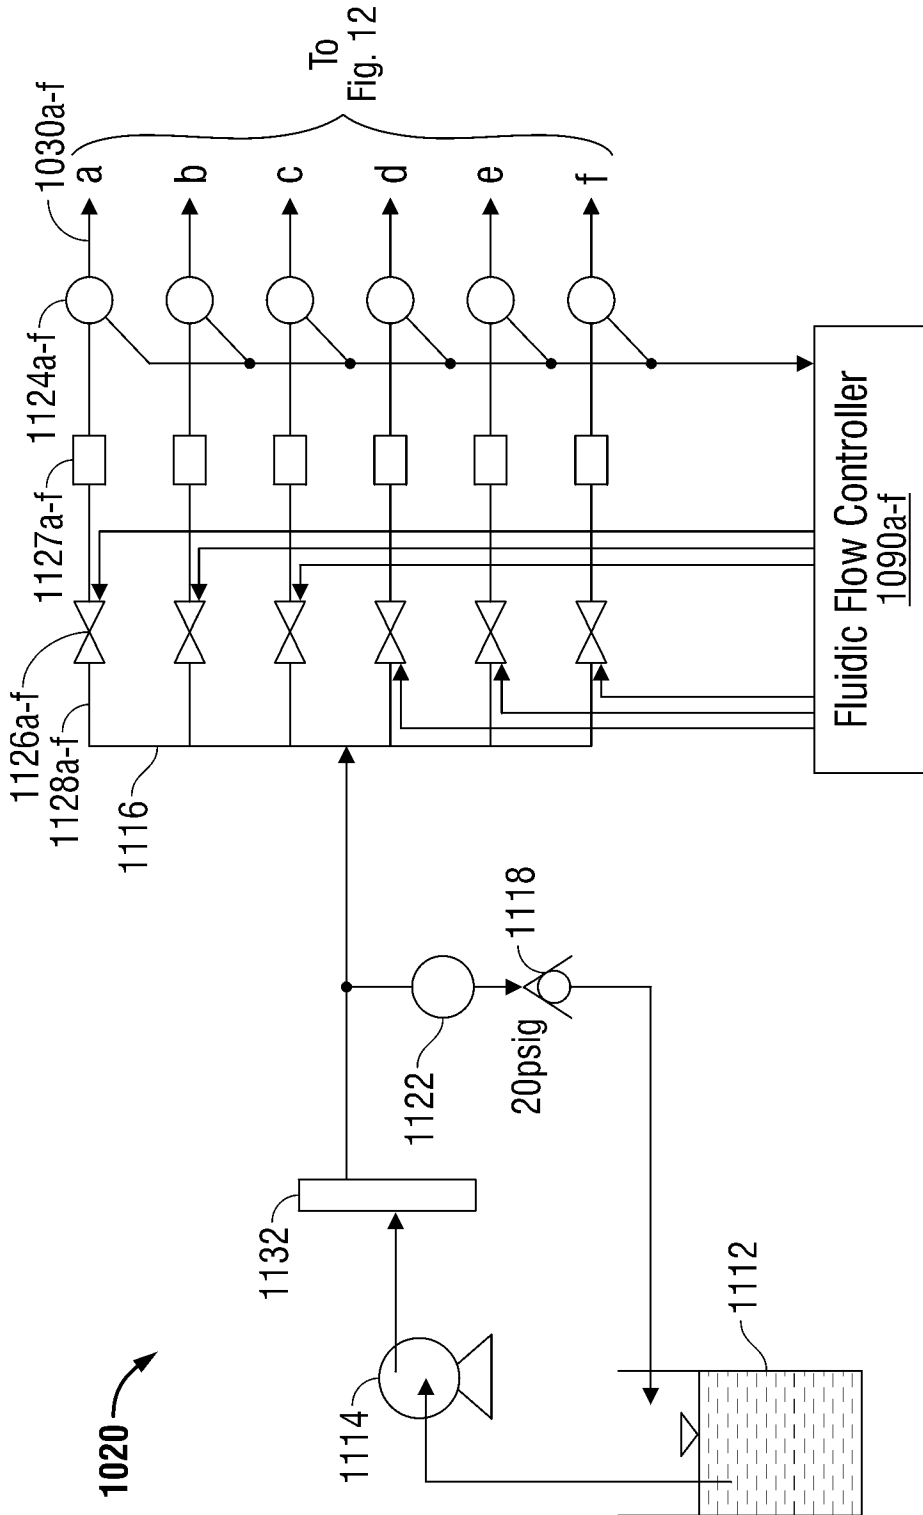 1020
1114
1132
1122
20psig
1118
1112
1116
1128a-f
1126a-f
1127a-f
1124a-f
1030a-f
a
b
c
d
e
f
To
Fig. 12
Fluidic Flow Controller
1090a-f